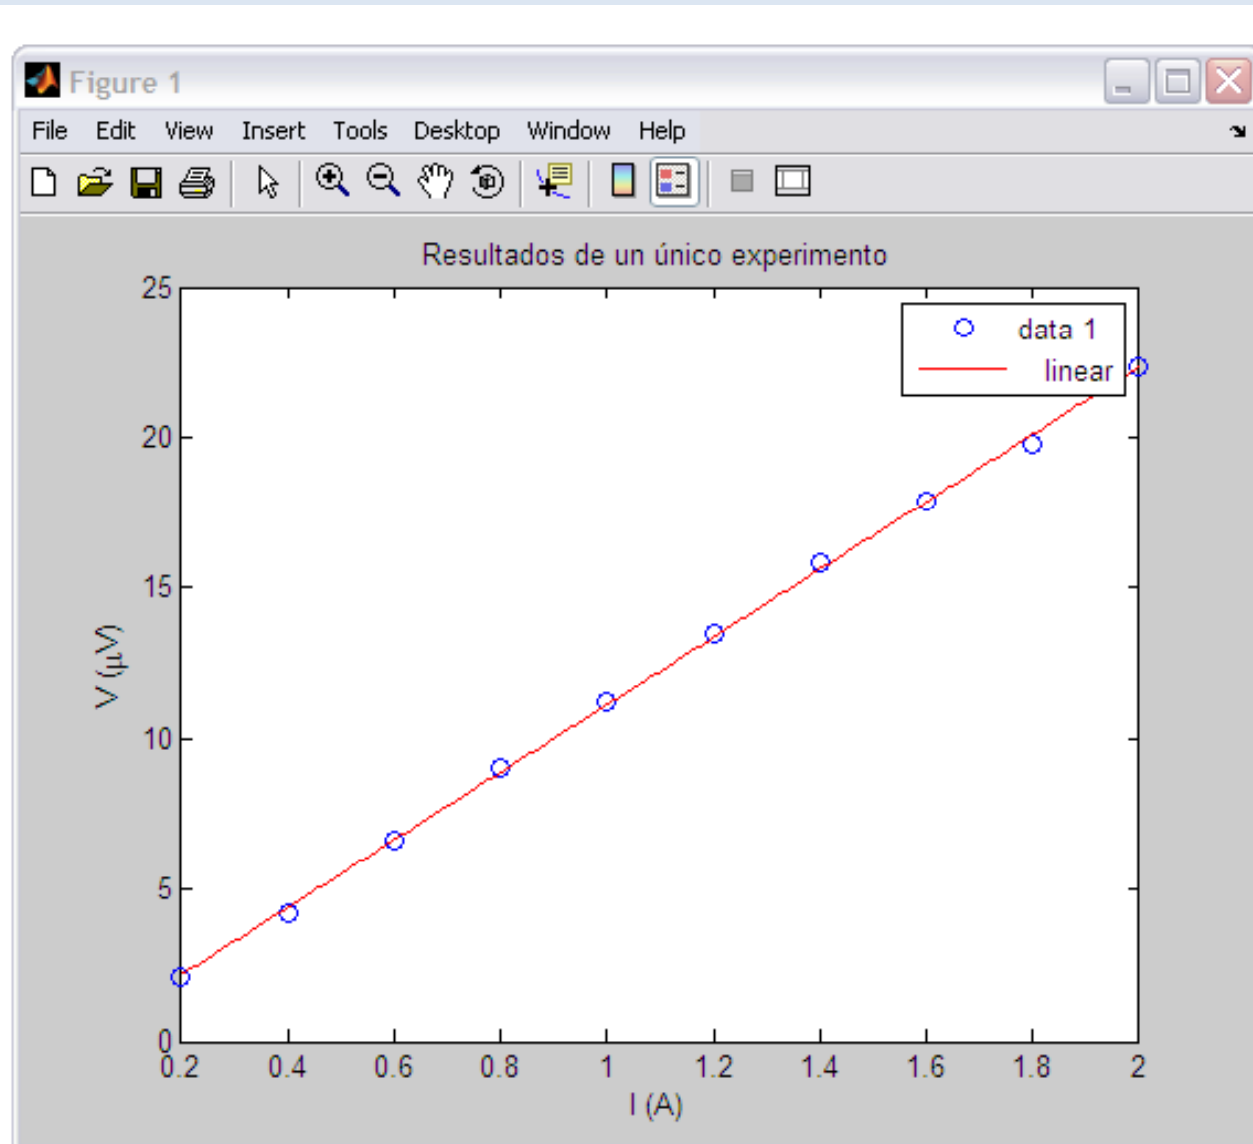 Figure 1
File Edit View Insert Tools Desktop Window Help
Resultados de un único experimento
data 1
linear
25
20
15
10
5
0
V (µV)
0.2 0.4 0.6 0.8 1 1.2 1.4 1.6 1.8 2
I (A)